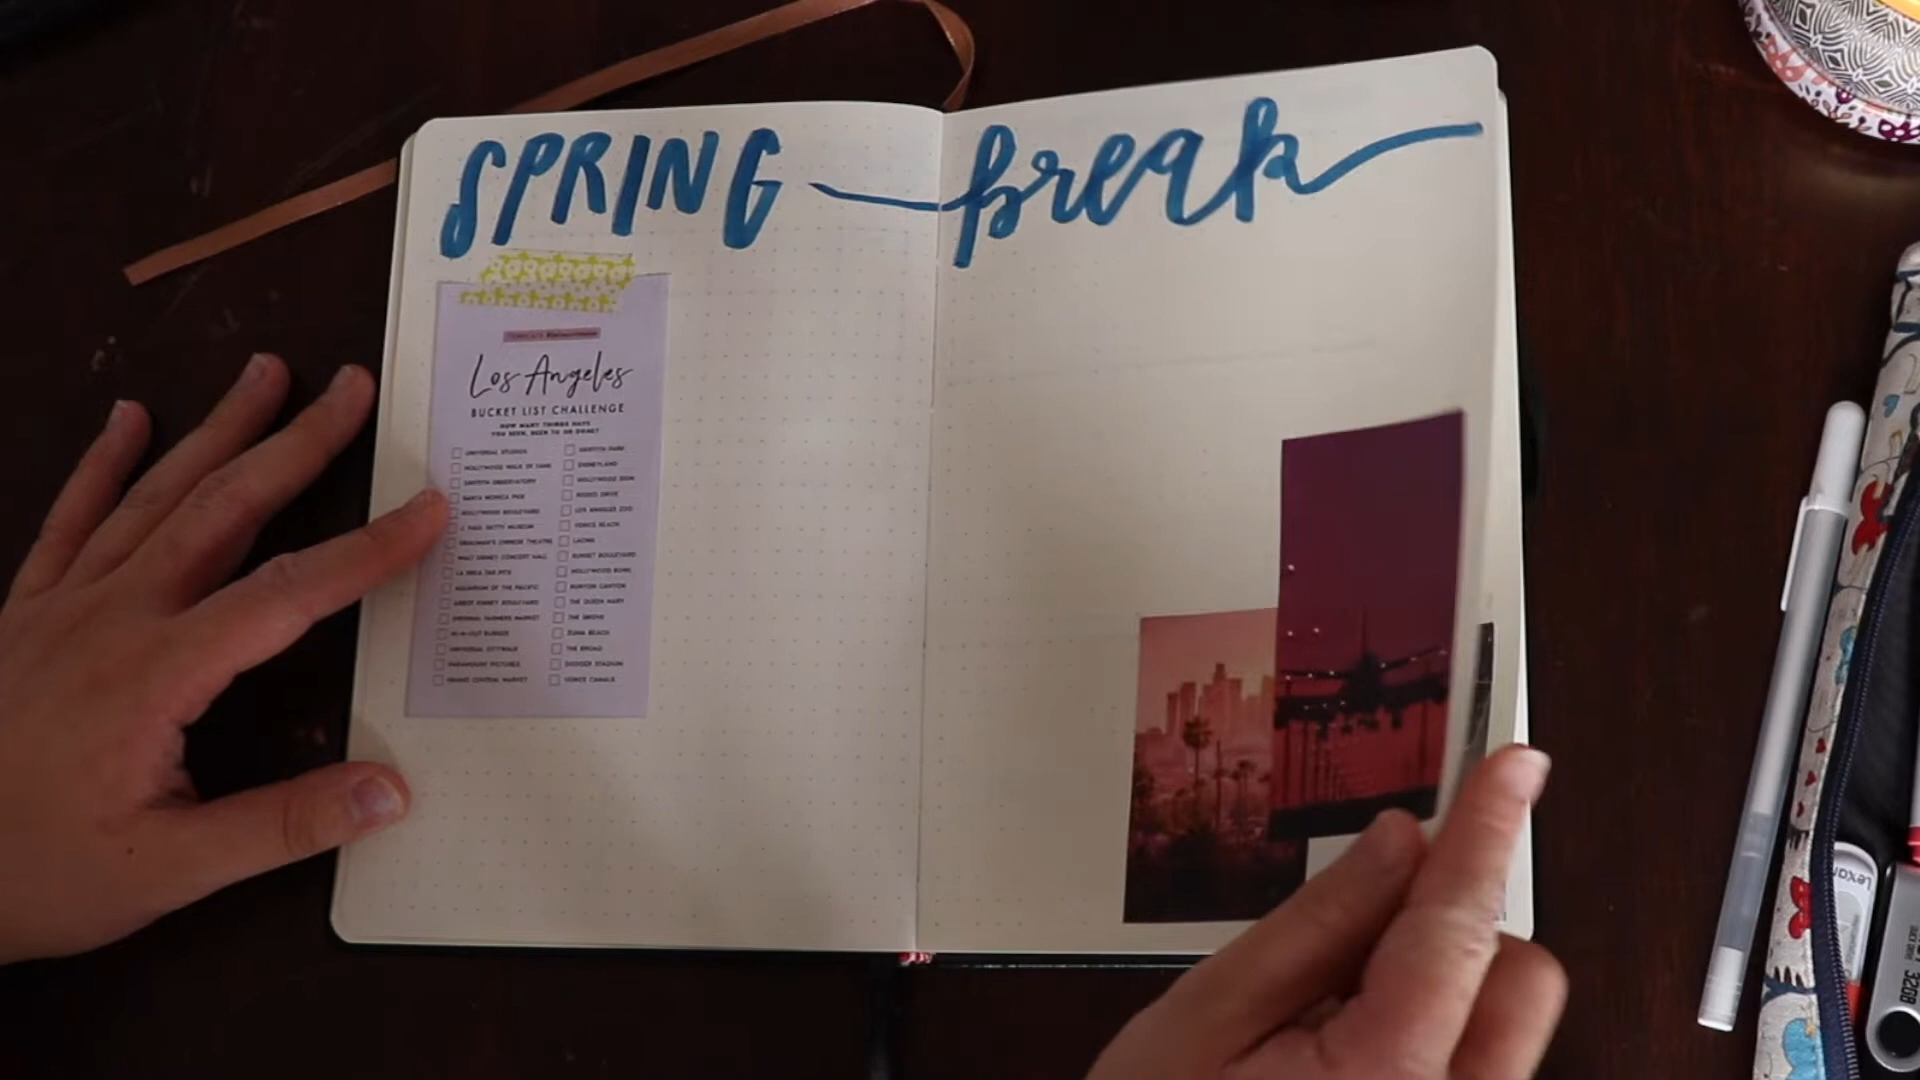 SPRING break
Los Angeles
BUCKET LIST CHALLENGE
HOW MANY THINGS HAVE
YOU SEEN, BEEN TO OR DONE?
UNIVERSAL STUDIOS
HOLLYWOOD WALK OF FAME
GRIFFITH OBSERVATORY
SANTA MONICA PIER
HOLLYWOOD BOULEVARD
J. PAUL GETTY MUSEUM
GRAUMAN'S CHINESE THEATRE
WALT DISNEY CONCERT HALL
LA BREA TAR PITS
AQUARIUM OF THE PACIFIC
ABBOT KINNEY BOULEVARD
ORIGINAL FARMERS MARKET
IN-N-OUT BURGER
UNIVERSAL CITYWALK
PARAMOUNT PICTURES
GRAND CENTRAL MARKET
GRIFFITH PARK
DISNEYLAND
HOLLYWOOD SIGN
RODEO DRIVE
LOS ANGELES ZOO
VENICE BEACH
LACMA
SUNSET BOULEVARD
HOLLYWOOD BOWL
RUNYON CANYON
THE QUEEN MARY
THE GROVE
ZUMA BEACH
THE BROAD
DODGER STADIUM
VENICE CANALS
Lexar
32GB